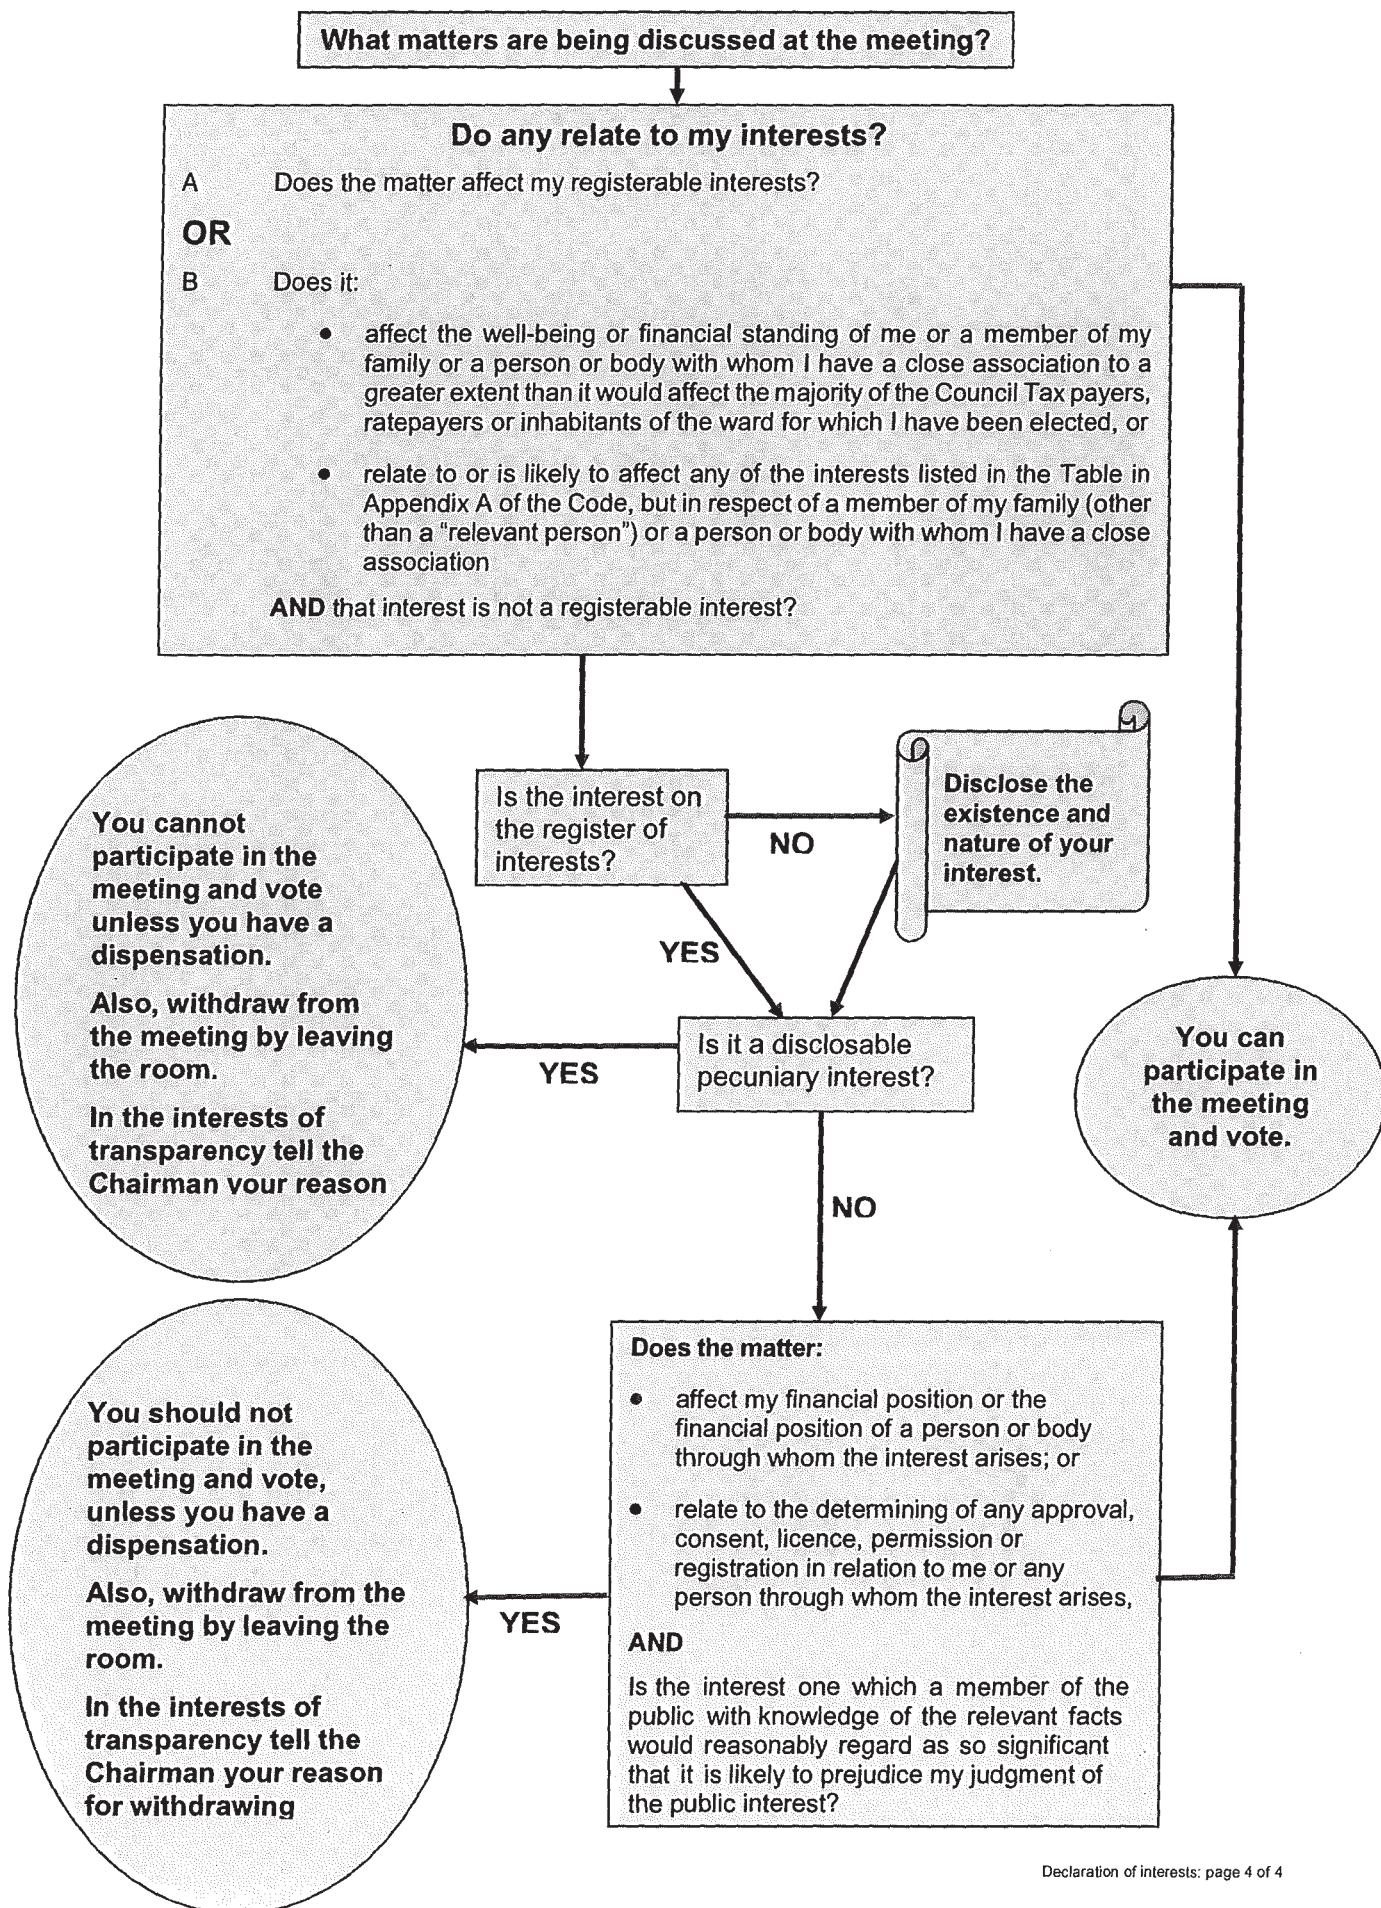 What matters are being discussed at the meeting?
Do any relate to my interests?
A Does the matter affect my registerable interests?
OR
B Does it:
• affect the well-being or financial standing of me or a member of my
family or a person or body with whom I have a close association to a
greater extent than it would affect the majority of the Council Tax payers,
ratepayers or inhabitants of the ward for which I have been elected, or
• relate to or is likely to affect any of the interests listed in the Table in
Appendix A of the Code, but in respect of a member of my family (other
than a “relevant person”) or a person or body with whom I have a close
association
AND that interest is not a registerable interest?
Is the interest on
the register of
interests?
NO
Disclose the
existence and
nature of your
interest.
YES
You cannot
participate in the
meeting and vote
unless you have a
dispensation.
Also, withdraw from
the meeting by leaving
the room.
In the interests of
transparency tell the
Chairman your reason
YES
Is it a disclosable
pecuniary interest?
You can
participate in
the meeting
and vote.
NO
Does the matter:
• affect my financial position or the
financial position of a person or body
through whom the interest arises; or
• relate to the determining of any approval,
consent, licence, permission or
registration in relation to me or any
person through whom the interest arises,
AND
Is the interest one which a member of the
public with knowledge of the relevant facts
would reasonably regard as so significant
that it is likely to prejudice my judgment of
the public interest?
YES
You should not
participate in the
meeting and vote,
unless you have a
dispensation.
Also, withdraw from the
meeting by leaving the
room.
In the interests of
transparency tell the
Chairman your reason
for withdrawing
Declaration of interests: page 4 of 4